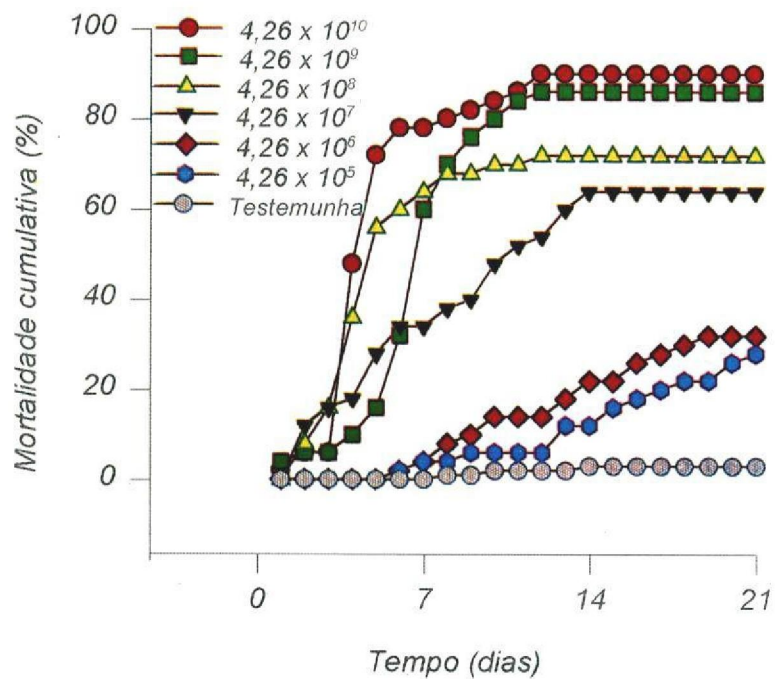 100
80
60
40
20
0
Mortalidade cumulativa (%)
4,26 x 10¹⁰
4,26 x 10⁹
4,26 x 10⁸
4,26 x 10⁷
4,26 x 10⁶
4,26 x 10⁵
Testemunha
0 7 14 21
Tempo (dias)